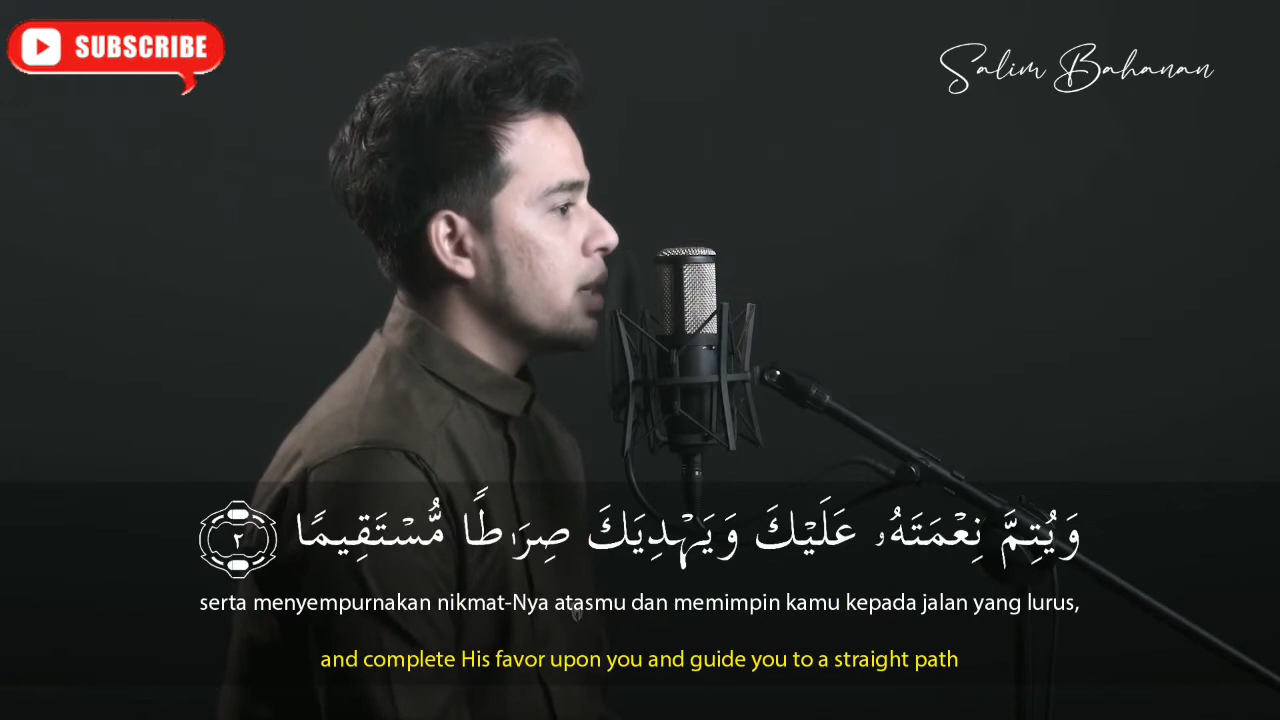 SUBSCRIBE
Salim Bahanan
وَيُتِمَّ نِعْمَتَهُۥ عَلَيْكَ وَيَهْدِيَكَ صِرَٰطًا مُّسْتَقِيمًا ٢
serta menyempurnakan nikmat-Nya atasmu dan memimpin kamu kepada jalan yang lurus,
and complete His favor upon you and guide you to a straight path